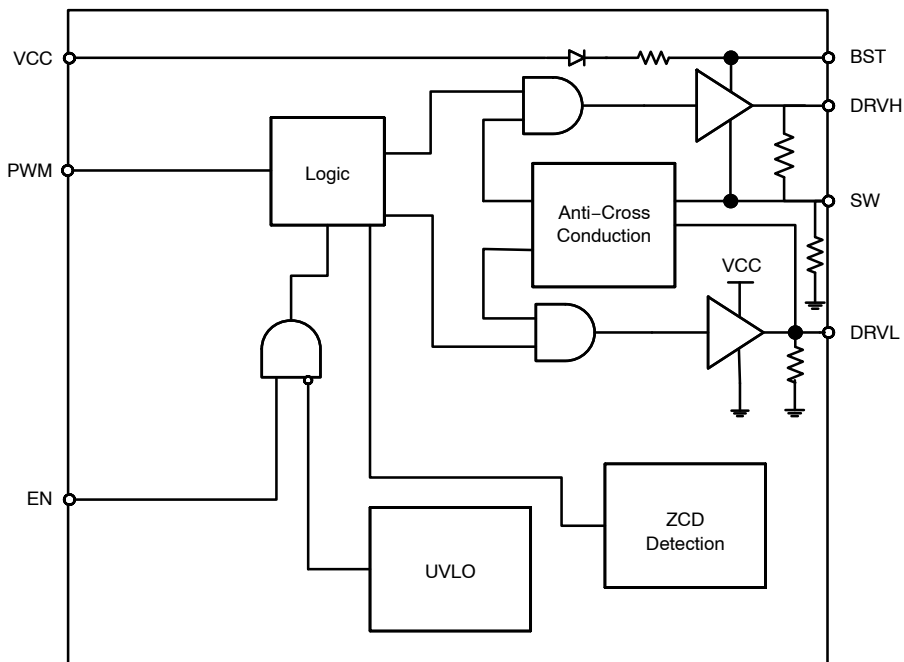 VCC
BST
DRVH
PWM
Logic
Anti−Cross
Conduction
SW
VCC
DRVL
EN
ZCD
Detection
UVLO